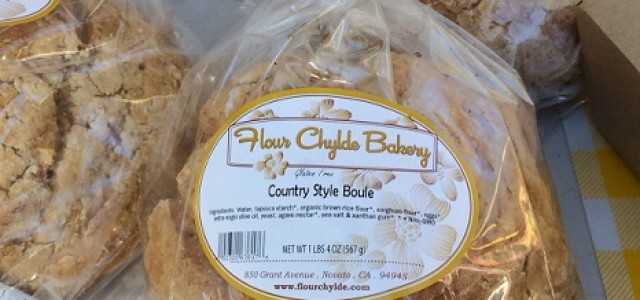 Flour Chylde Bakery
Gluten Free
Country Style Boule
Ingredients: Water, tapioca starch*, organic brown rice flour*, sorghum flour*, eggs*,
extra virgin olive oil, yeast, agave nectar*, sea salt & xanthan gum*. * = Non-GMO
NET WT 1 LBS 4 OZ (567 g)
850 Grant Avenue . Novato , CA . 94945
www.flourchylde.com